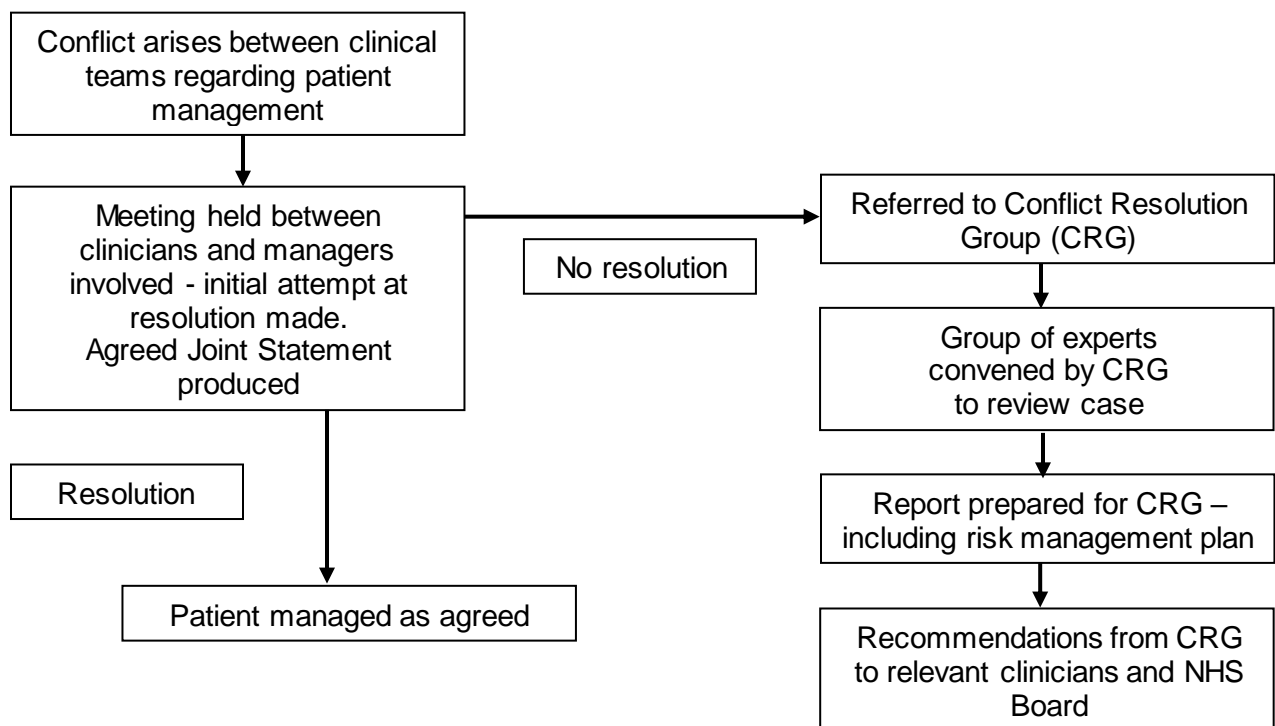 Conflict arises between clinical
teams regarding patient
management
Meeting held between
clinicians and managers
involved - initial attempt at
resolution made.
Agreed Joint Statement
produced
No resolution
Resolution
Patient managed as agreed
Referred to Conflict Resolution
Group (CRG)
Group of experts
convened by CRG
to review case
Report prepared for CRG –
including risk management plan
Recommendations from CRG
to relevant clinicians and NHS
Board